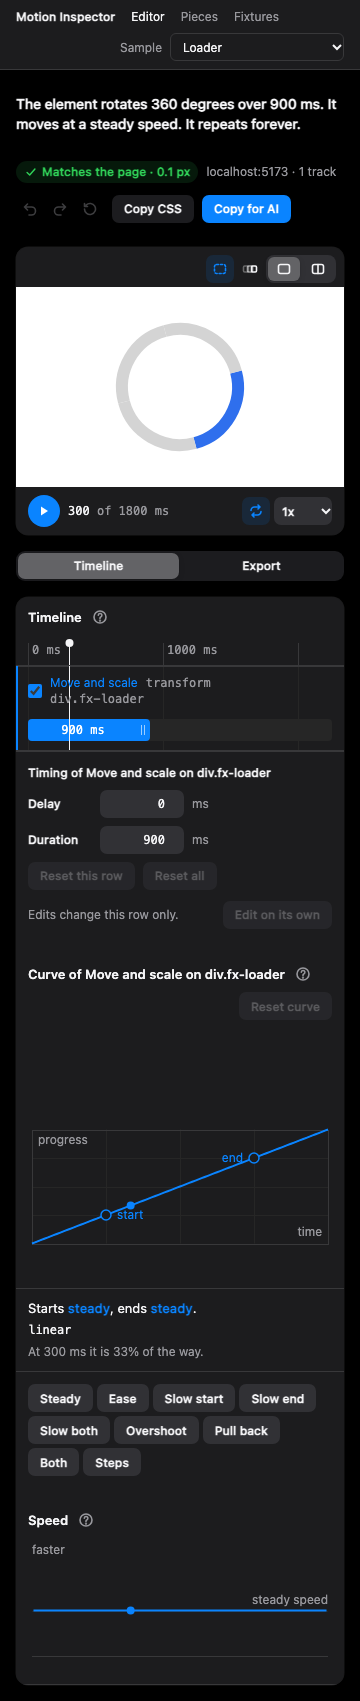 Motion Inspector Editor Pieces Fixtures
Sample Loader
The element rotates 360 degrees over 900 ms. It
moves at a steady speed. It repeats forever.
Matches the page · 0.1 px localhost:5173 · 1 track
Copy CSS Copy for AI
300 of 1800 ms 1x
Timeline Export
Timeline
0 ms 1000 ms
Move and scale transform
div.fx-loader
900 ms
Timing of Move and scale on div.fx-loader
Delay 0 ms
Duration 900 ms
Reset this row Reset all
Edits change this row only. Edit on its own
Curve of Move and scale on div.fx-loader
Reset curve
progress
end
start
time
Starts steady, ends steady.
linear
At 300 ms it is 33% of the way.
Steady Ease Slow start Slow end
Slow both Overshoot Pull back
Both Steps
Speed
faster
steady speed